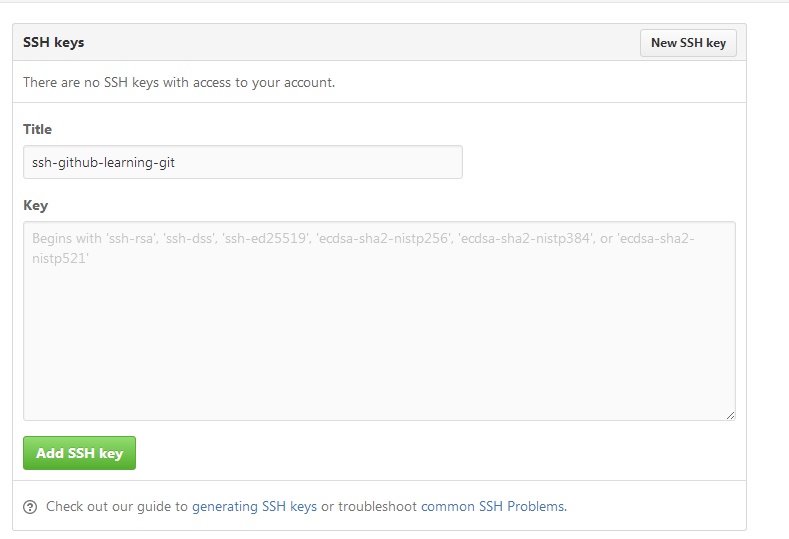 SSH keys
New SSH key
There are no SSH keys with access to your account.
Title
ssh-github-learning-git
Key
Begins with 'ssh-rsa', 'ssh-dss', 'ssh-ed25519', 'ecdsa-sha2-nistp256', 'ecdsa-sha2-nistp384', or 'ecdsa-sha2-
nistp521'
Add SSH key
Check out our guide to generating SSH keys or troubleshoot common SSH Problems.